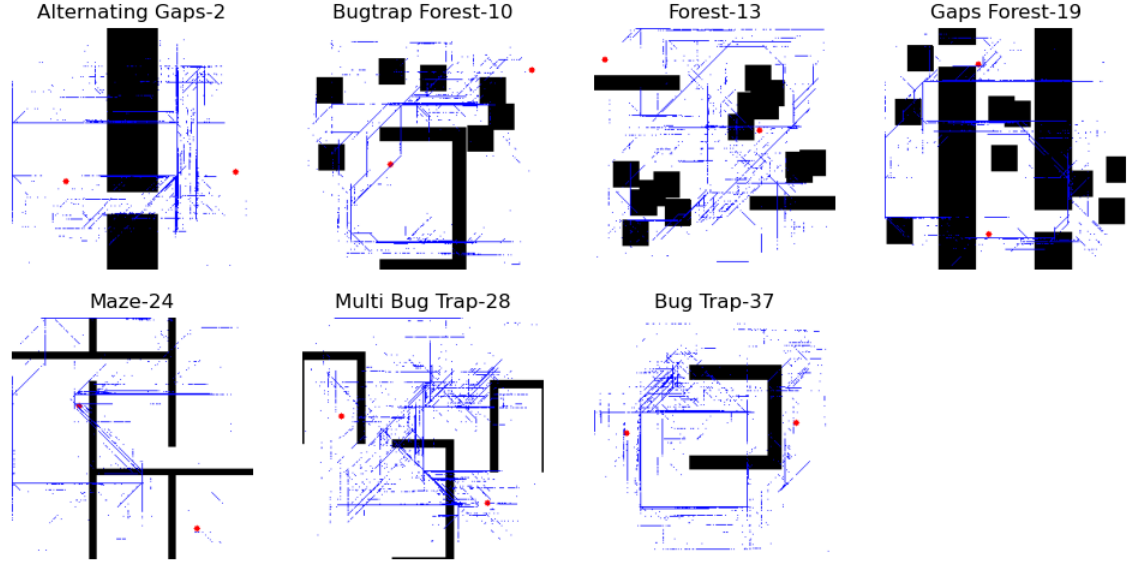 Alternating Gaps-2
Bugtrap Forest-10
Forest-13
Gaps Forest-19
Maze-24
Multi Bug Trap-28
Bug Trap-37